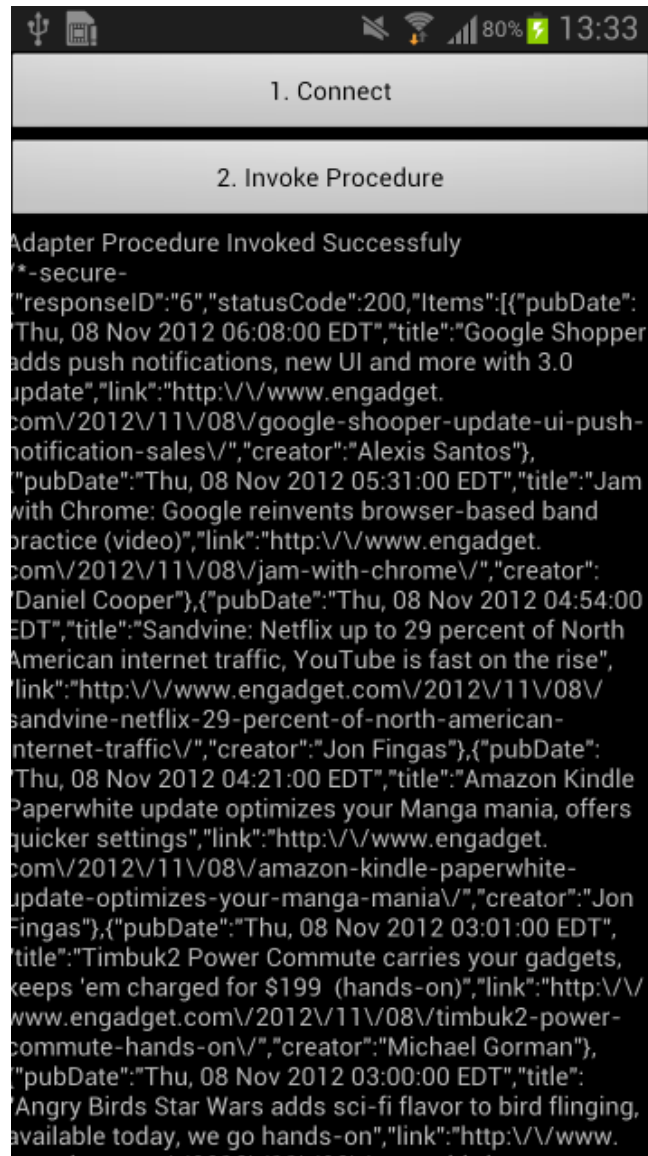 80% 13:33
1. Connect
2. Invoke Procedure
Adapter Procedure Invoked Successfuly
/*-secure-
{"responseID":"6","statusCode":200,"Items":[{"pubDate":
"Thu, 08 Nov 2012 06:08:00 EDT","title":"Google Shopper
adds push notifications, new UI and more with 3.0
update","link":"http:\/\/www.engadget.
com\/2012\/11\/08\/google-shooper-update-ui-push-
notification-sales\/","creator":"Alexis Santos"},
{"pubDate":"Thu, 08 Nov 2012 05:31:00 EDT","title":"Jam
with Chrome: Google reinvents browser-based band
practice (video)","link":"http:\/\/www.engadget.
com\/2012\/11\/08\/jam-with-chrome\/","creator":
"Daniel Cooper"},{"pubDate":"Thu, 08 Nov 2012 04:54:00
EDT","title":"Sandvine: Netflix up to 29 percent of North
American internet traffic, YouTube is fast on the rise",
"link":"http:\/\/www.engadget.com\/2012\/11\/08\/
sandvine-netflix-29-percent-of-north-american-
internet-traffic\/","creator":"Jon Fingas"},{"pubDate":
"Thu, 08 Nov 2012 04:21:00 EDT","title":"Amazon Kindle
Paperwhite update optimizes your Manga mania, offers
quicker settings","link":"http:\/\/www.engadget.
com\/2012\/11\/08\/amazon-kindle-paperwhite-
update-optimizes-your-manga-mania\/","creator":"Jon
Fingas"},{"pubDate":"Thu, 08 Nov 2012 03:01:00 EDT",
"title":"Timbuk2 Power Commute carries your gadgets,
keeps 'em charged for $199  (hands-on)","link":"http:\/\/
www.engadget.com\/2012\/11\/08\/timbuk2-power-
commute-hands-on\/","creator":"Michael Gorman"},
{"pubDate":"Thu, 08 Nov 2012 03:00:00 EDT","title":
"Angry Birds Star Wars adds sci-fi flavor to bird flinging,
available today, we go hands-on","link":"http:\/\/www.